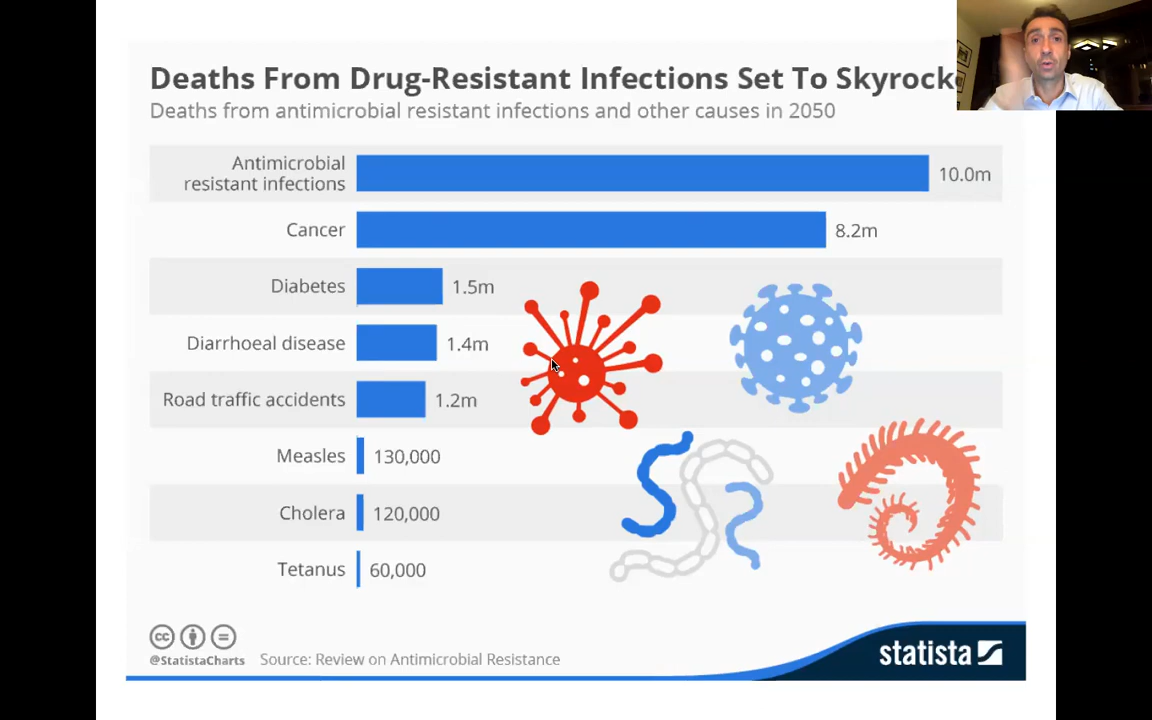 Deaths From Drug-Resistant Infections Set To Skyrock
Deaths from antimicrobial resistant infections and other causes in 2050
Antimicrobial
resistant infections
10.0m
Cancer 8.2m
Diabetes 1.5m
Diarrhoeal disease 1.4m
Road traffic accidents 1.2m
Measles 130,000
Cholera 120,000
Tetanus 60,000
cc
@StatistaCharts Source: Review on Antimicrobial Resistance
statista